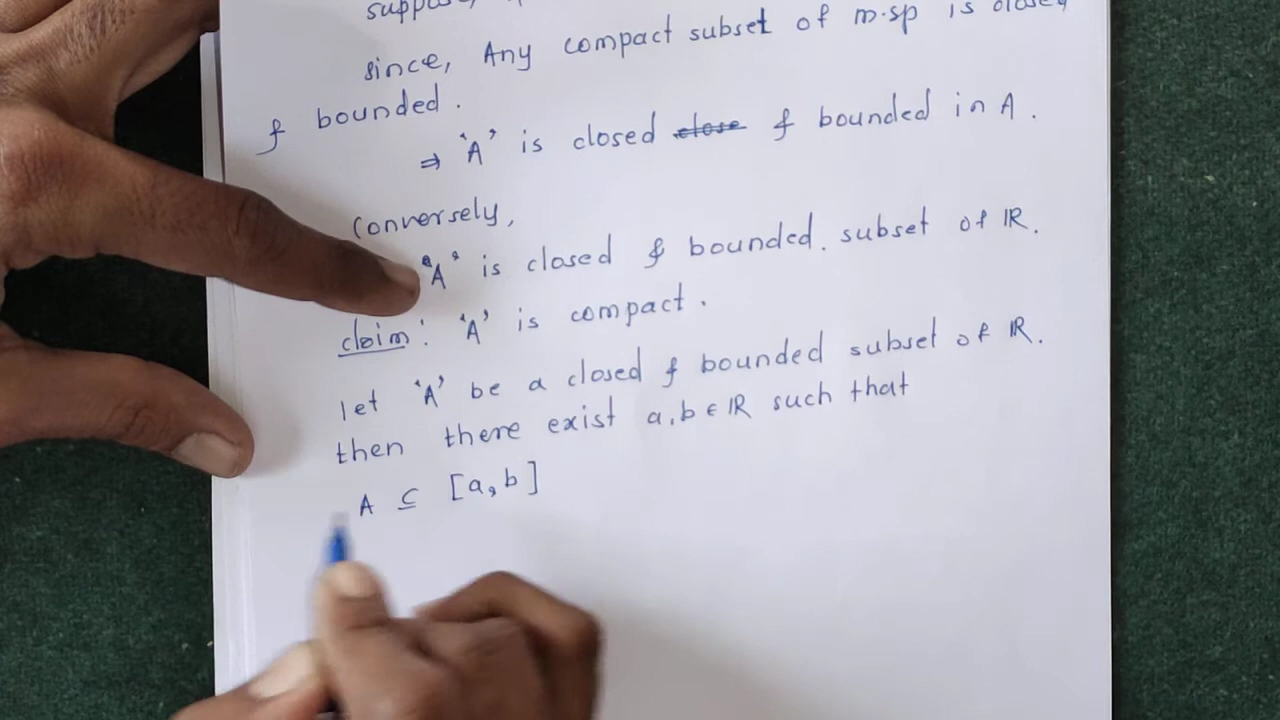 since, Any compact subset of m.sp is closed
& bounded.
⇒ 'A' is closed close & bounded in A.
Conversely,
'A' is closed & bounded. subset of ℝ.
claim: 'A' is compact.
let 'A' be a closed & bounded subset of ℝ.
then there exist a,b ∈ ℝ such that
A ⊆ [a,b]